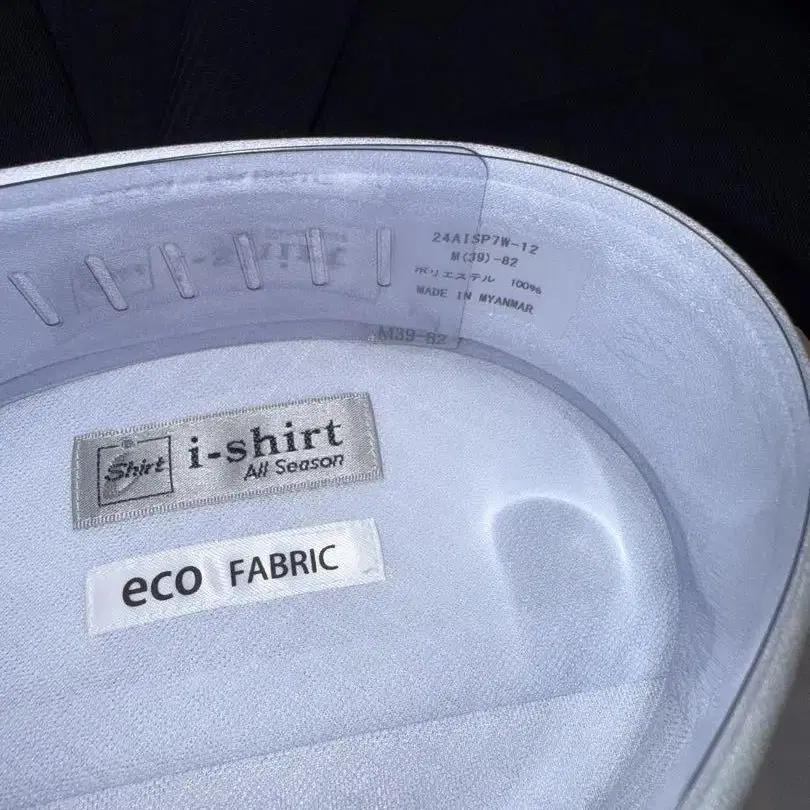 24AISP7W-12
M(39)-82
ポリエステル 100%
MADE IN MYANMAR
M39-82
Shirt i-shirt
All Season
eco FABRIC